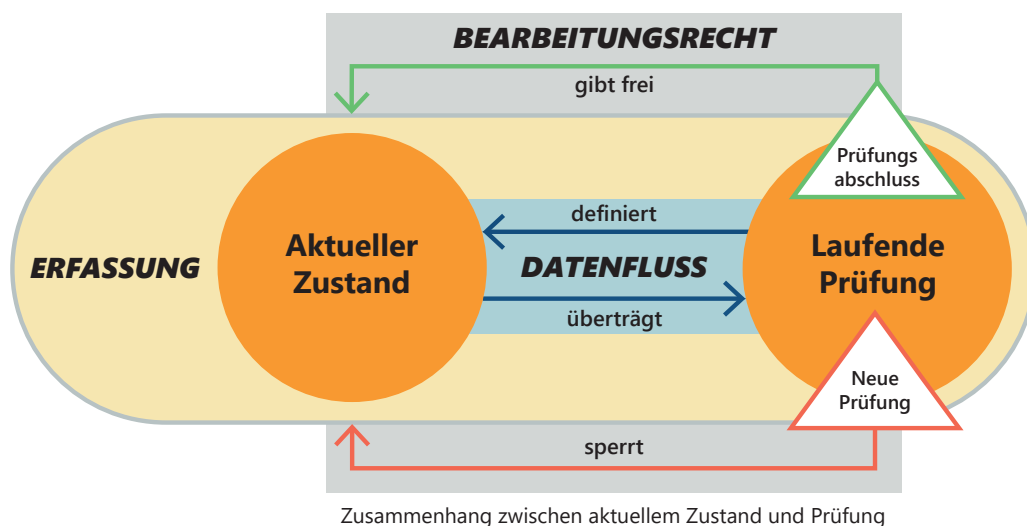 BEARBEITUNGSRECHT
gibt frei
Prüfungs
abschluss
definiert
Aktueller
Zustand
Laufende
Prüfung
ERFASSUNG
DATENFLUSS
überträgt
Neue
Prüfung
sperrt
Zusammenhang zwischen aktuellem Zustand und Prüfung